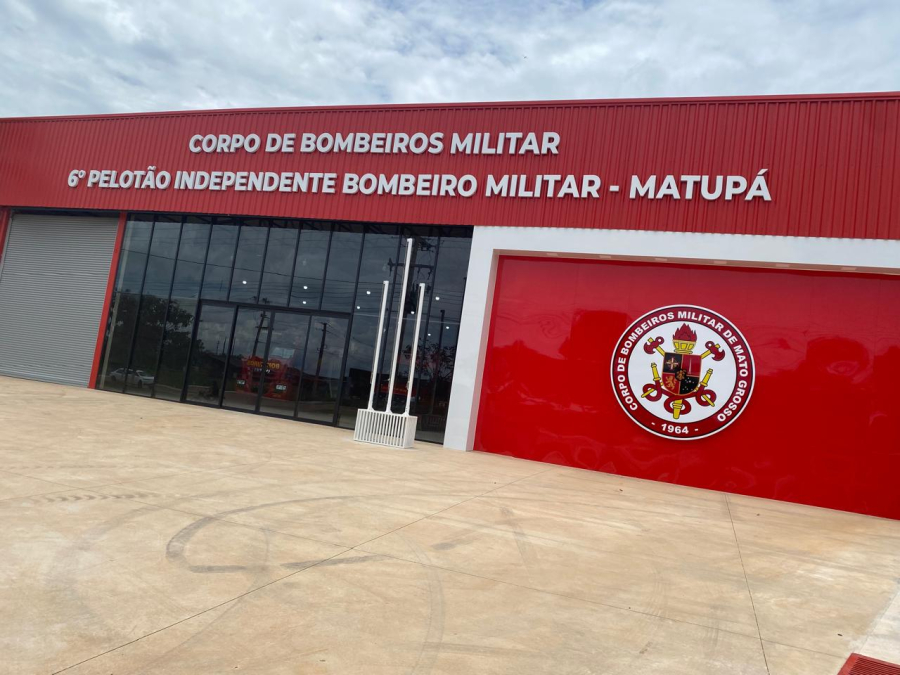 CORPO DE BOMBEIROS MILITAR
6º PELOTÃO INDEPENDENTE BOMBEIRO MILITAR - MATUPÁ
CORPO DE BOMBEIROS MILITAR DE MATO GROSSO
- 1964 -